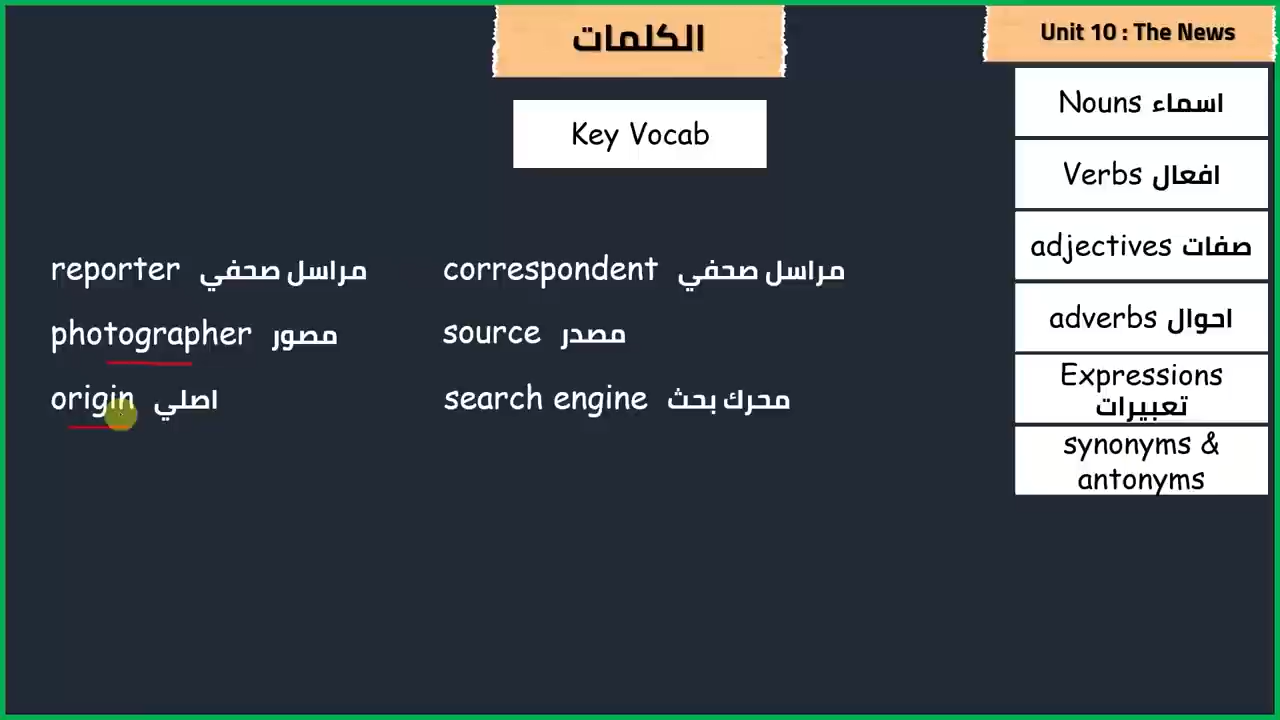 الكلمات
Unit 10 : The News
Key Vocab
Nouns اسماء
Verbs افعال
adjectives صفات
adverbs احوال
Expressions
تعبيرات
synonyms &
antonyms
reporter مراسل صحفي
correspondent مراسل صحفي
photographer مصور
source مصدر
origin اصلي
search engine محرك بحث